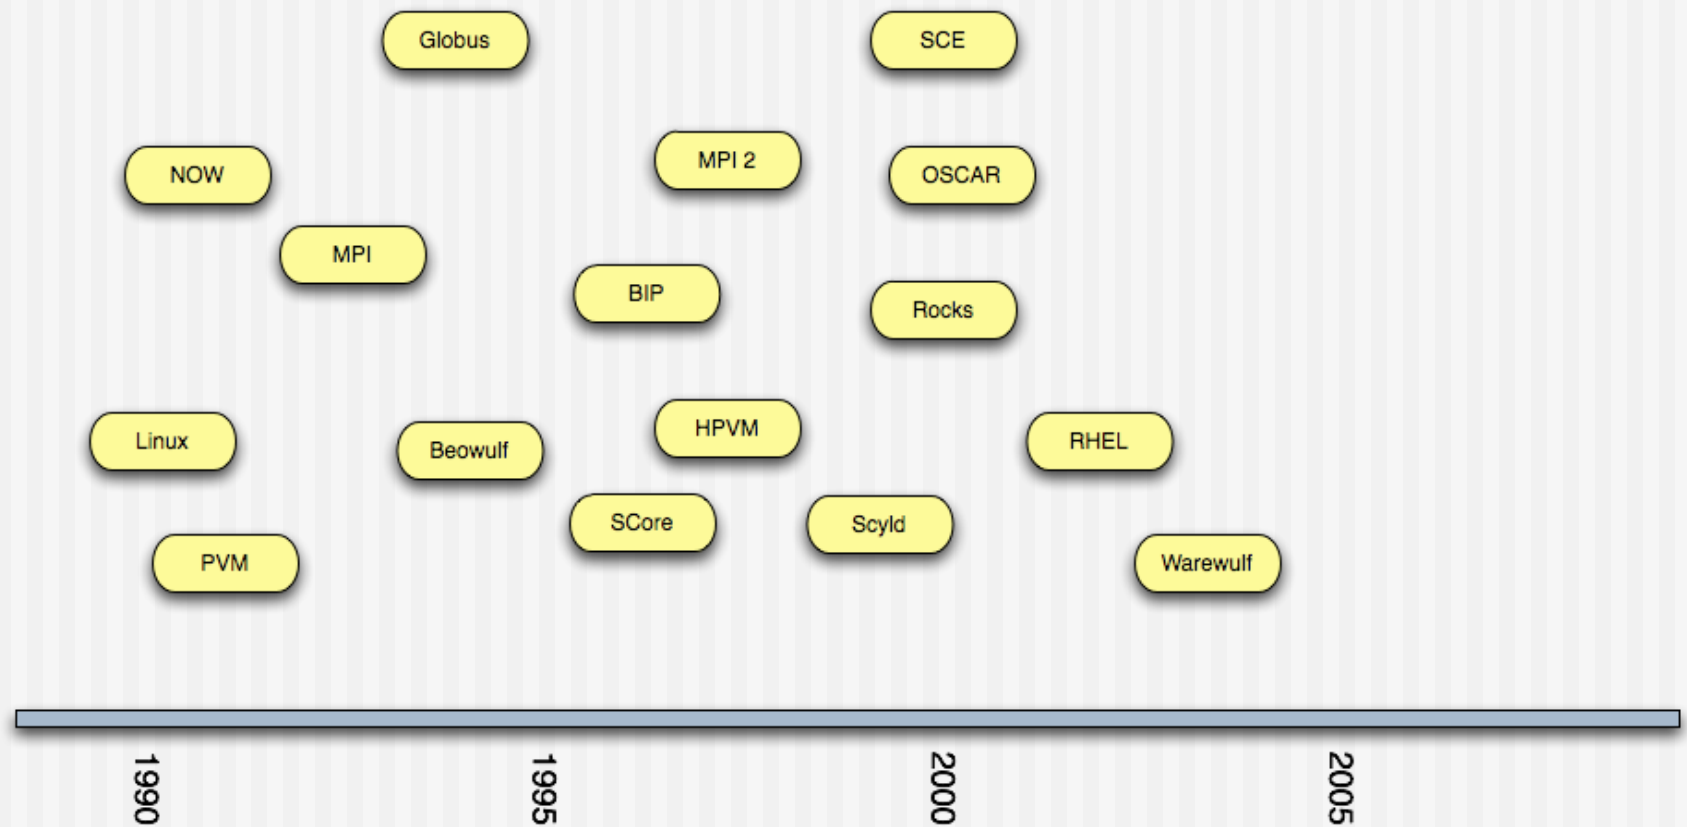 Globus
SCE
MPI 2
NOW
OSCAR
MPI
BIP
Rocks
HPVM
Linux
RHEL
Beowulf
SCore
Scyld
PVM
Warewulf
1990
1995
2000
2005